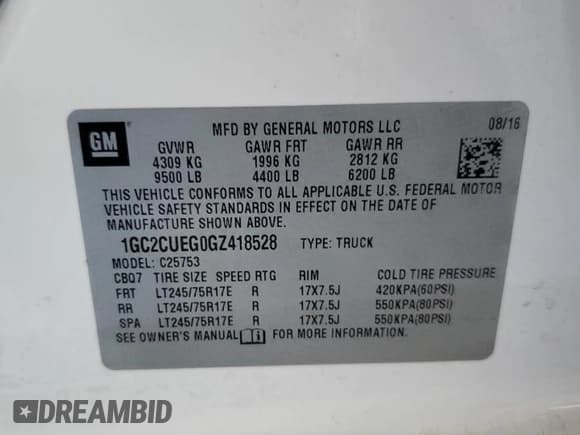 GM
MFD BY GENERAL MOTORS LLC 08/16
GVWR GAWR FRT GAWR RR
4309 KG 1996 KG 2812 KG
9500 LB 4400 LB 6200 LB
THIS VEHICLE CONFORMS TO ALL APPLICABLE U.S. FEDERAL MOTOR
VEHICLE SAFETY STANDARDS IN EFFECT ON THE DATE OF
MANUFACTURE SHOWN ABOVE.
1GC2CUEG0GZ418528 TYPE: TRUCK
MODEL: C25753
CBQ7 TIRE SIZE SPEED RTG RIM COLD TIRE PRESSURE
FRT LT245/75R17E R 17X7.5J 420KPA(60PSI)
RR LT245/75R17E R 17X7.5J 550KPA(80PSI)
SPA LT245/75R17E R 17X7.5J 550KPA(80PSI)
SEE OWNER'S MANUAL FOR MORE INFORMATION.
DREAMBID